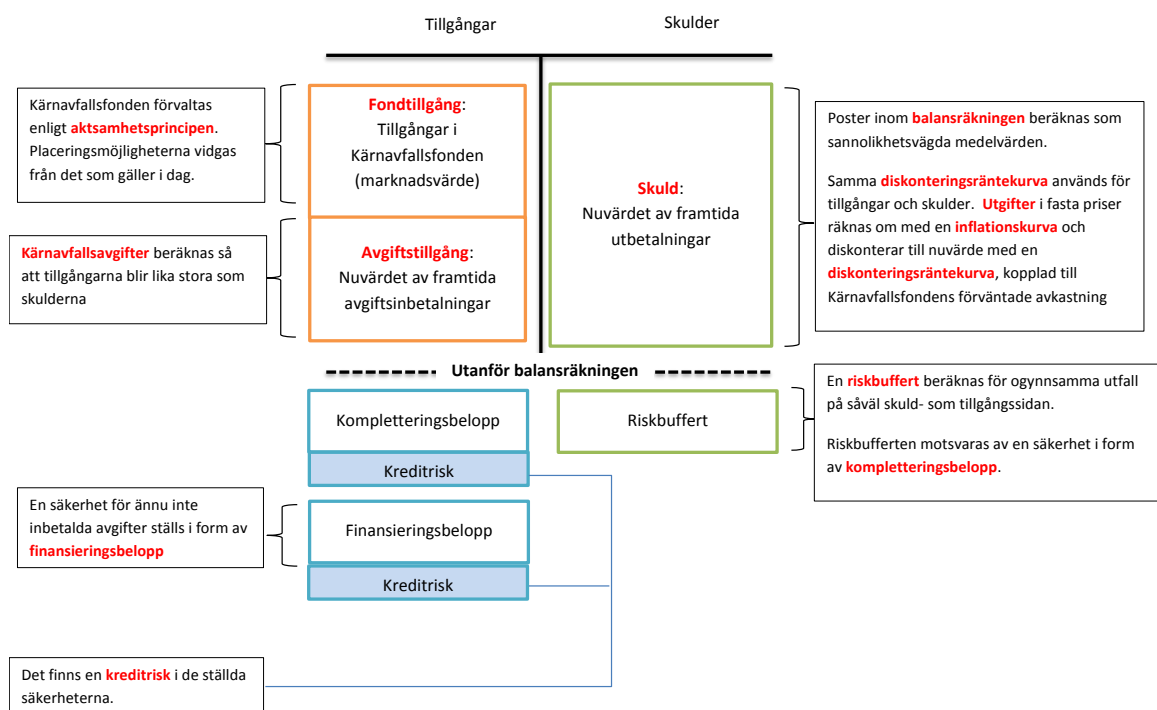 Tillgångar
Skulder
Kärnavfallsfonden förvaltas
enligt aktsamhetsprincipen.
Placeringsmöjligheterna vidgas
från det som gäller i dag.
Fondtillgång:
Tillgångar i
Kärnavfallsfonden
(marknadsvärde)
Skuld:
Nuvärdet av framtida
utbetalningar
Poster inom balansräkningen beräknas som
sannolikhetsvägda medelvärden.
Samma diskonteringsräntekurva används för
tillgångar och skulder. Utgifter i fasta priser
räknas om med en inflationskurva och
diskonterar till nuvärde med en
diskonteringsräntekurva, kopplad till
Kärnavfallsfondens förväntade avkastning
Kärnavfallsavgifter beräknas så
att tillgångarna blir lika stora som
skulderna
Avgiftstillgång:
Nuvärdet av framtida
avgiftsinbetalningar
Utanför balansräkningen
Kompletteringsbelopp
Kreditrisk
Riskbuffert
En riskbuffert beräknas för ogynnsamma utfall
på såväl skuld- som tillgångssidan.
Riskbufferten motsvaras av en säkerhet i form
av kompletteringsbelopp.
En säkerhet för ännu inte
inbetalda avgifter ställs i form av
finansieringsbelopp
Finansieringsbelopp
Kreditrisk
Det finns en kreditrisk i de ställda
säkerheterna.